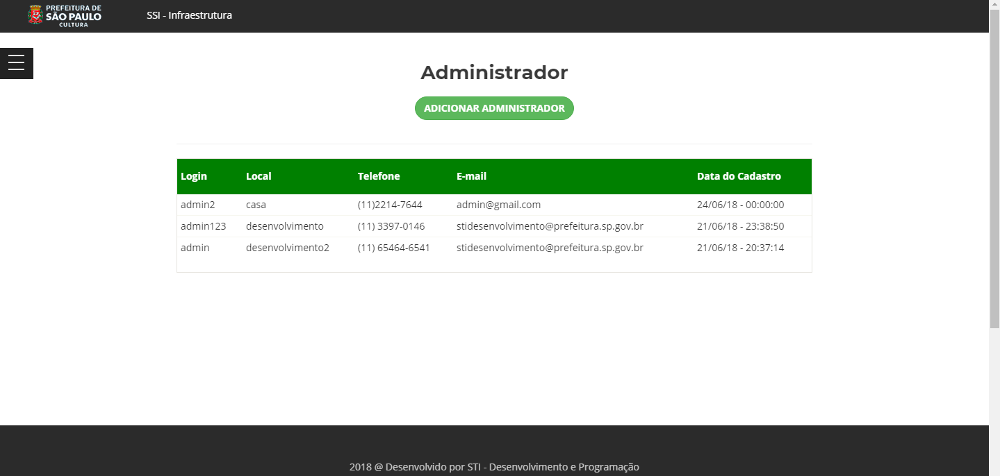 PREFEITURA DE
SÃO PAULO
CULTURA
SSI - Infraestrutura
Administrador
ADICIONAR ADMINISTRADOR
Login Local Telefone E-mail Data do Cadastro
admin2 casa (11)2214-7644 admin@gmail.com 24/06/18 - 00:00:00
admin123 desenvolvimento (11) 3397-0146 stidesenvolvimento@prefeitura.sp.gov.br 21/06/18 - 23:38:50
admin desenvolvimento2 (11) 65464-6541 stidesenvolvimento@prefeitura.sp.gov.br 21/06/18 - 20:37:14
2018 @ Desenvolvido por STI - Desenvolvimento e Programação